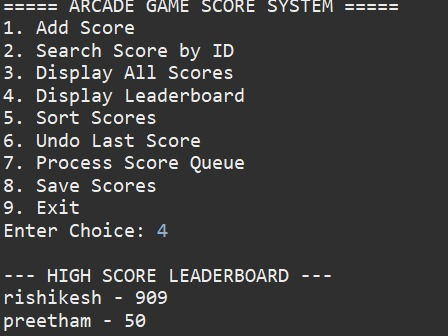 ===== ARCADE GAME SCORE SYSTEM =====
1. Add Score
2. Search Score by ID
3. Display All Scores
4. Display Leaderboard
5. Sort Scores
6. Undo Last Score
7. Process Score Queue
8. Save Scores
9. Exit
Enter Choice: 4
--- HIGH SCORE LEADERBOARD ---
rishikesh - 909
preetham - 50